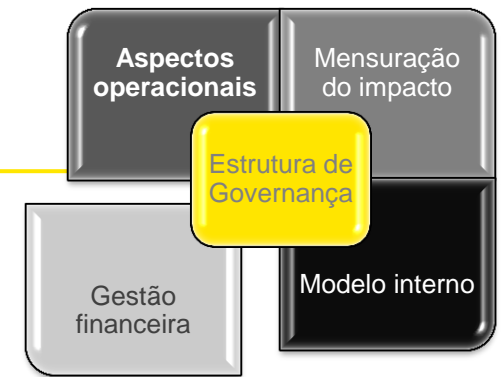 Aspectos
operacionais
Mensuração
do impacto
Estrutura de
Governança
Gestão
financeira
Modelo interno